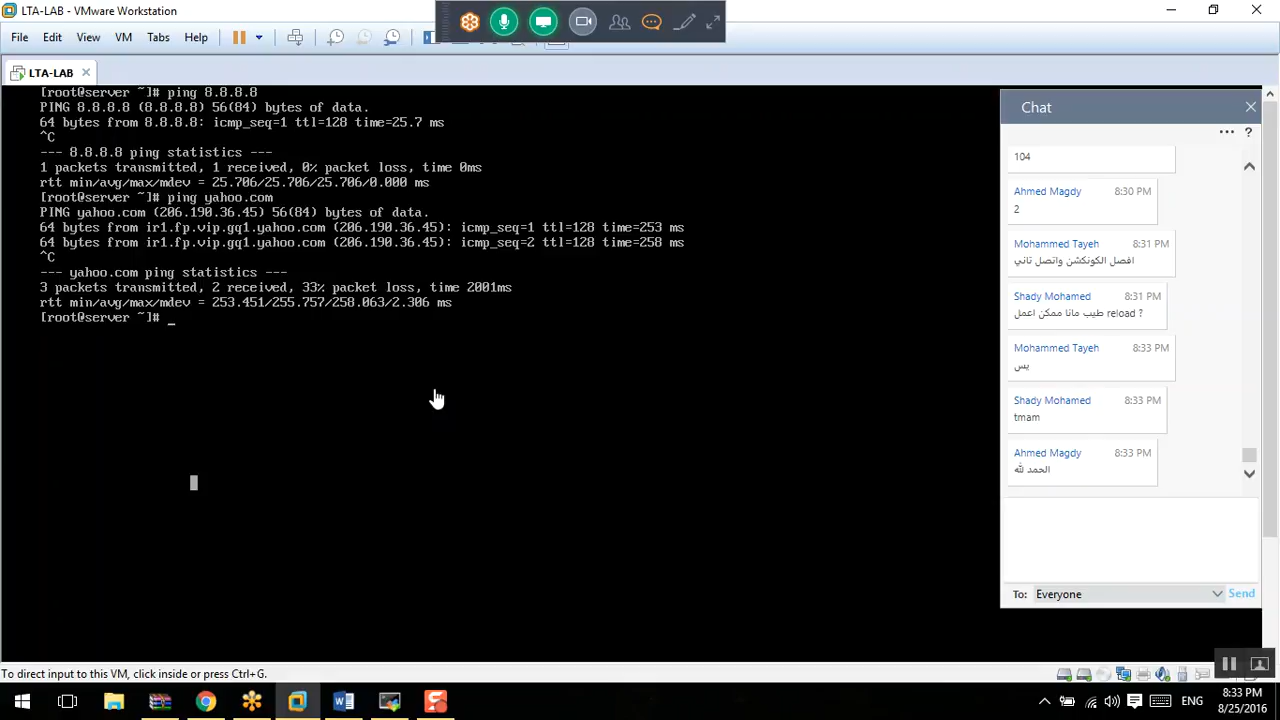 LTA-LAB - VMware Workstation
File Edit View VM Tabs Help
LTA-LAB
[root@server ~]# ping 8.8.8.8
PING 8.8.8.8 (8.8.8.8) 56(84) bytes of data.
64 bytes from 8.8.8.8: icmp_seq=1 ttl=128 time=25.7 ms
^C
--- 8.8.8.8 ping statistics ---
1 packets transmitted, 1 received, 0% packet loss, time 0ms
rtt min/avg/max/mdev = 25.706/25.706/25.706/0.000 ms
[root@server ~]# ping yahoo.com
PING yahoo.com (206.190.36.45) 56(84) bytes of data.
64 bytes from ir1.fp.vip.gq1.yahoo.com (206.190.36.45): icmp_seq=1 ttl=128 time=253 ms
64 bytes from ir1.fp.vip.gq1.yahoo.com (206.190.36.45): icmp_seq=2 ttl=128 time=258 ms
^C
--- yahoo.com ping statistics ---
3 packets transmitted, 2 received, 33% packet loss, time 2001ms
rtt min/avg/max/mdev = 253.451/255.757/258.063/2.306 ms
[root@server ~]# _
Chat
... ?
104
Ahmed Magdy 8:30 PM
2
Mohammed Tayeh 8:31 PM
افصل الكونكشن واتصل تاني
Shady Mohamed 8:31 PM
طيب مانا ممكن اعمل reload ?
Mohammed Tayeh 8:33 PM
يس
Shady Mohamed 8:33 PM
tmam
Ahmed Magdy 8:33 PM
الحمد لله
To: Everyone Send
To direct input to this VM, click inside or press Ctrl+G.
ENG
8:33 PM
8/25/2016